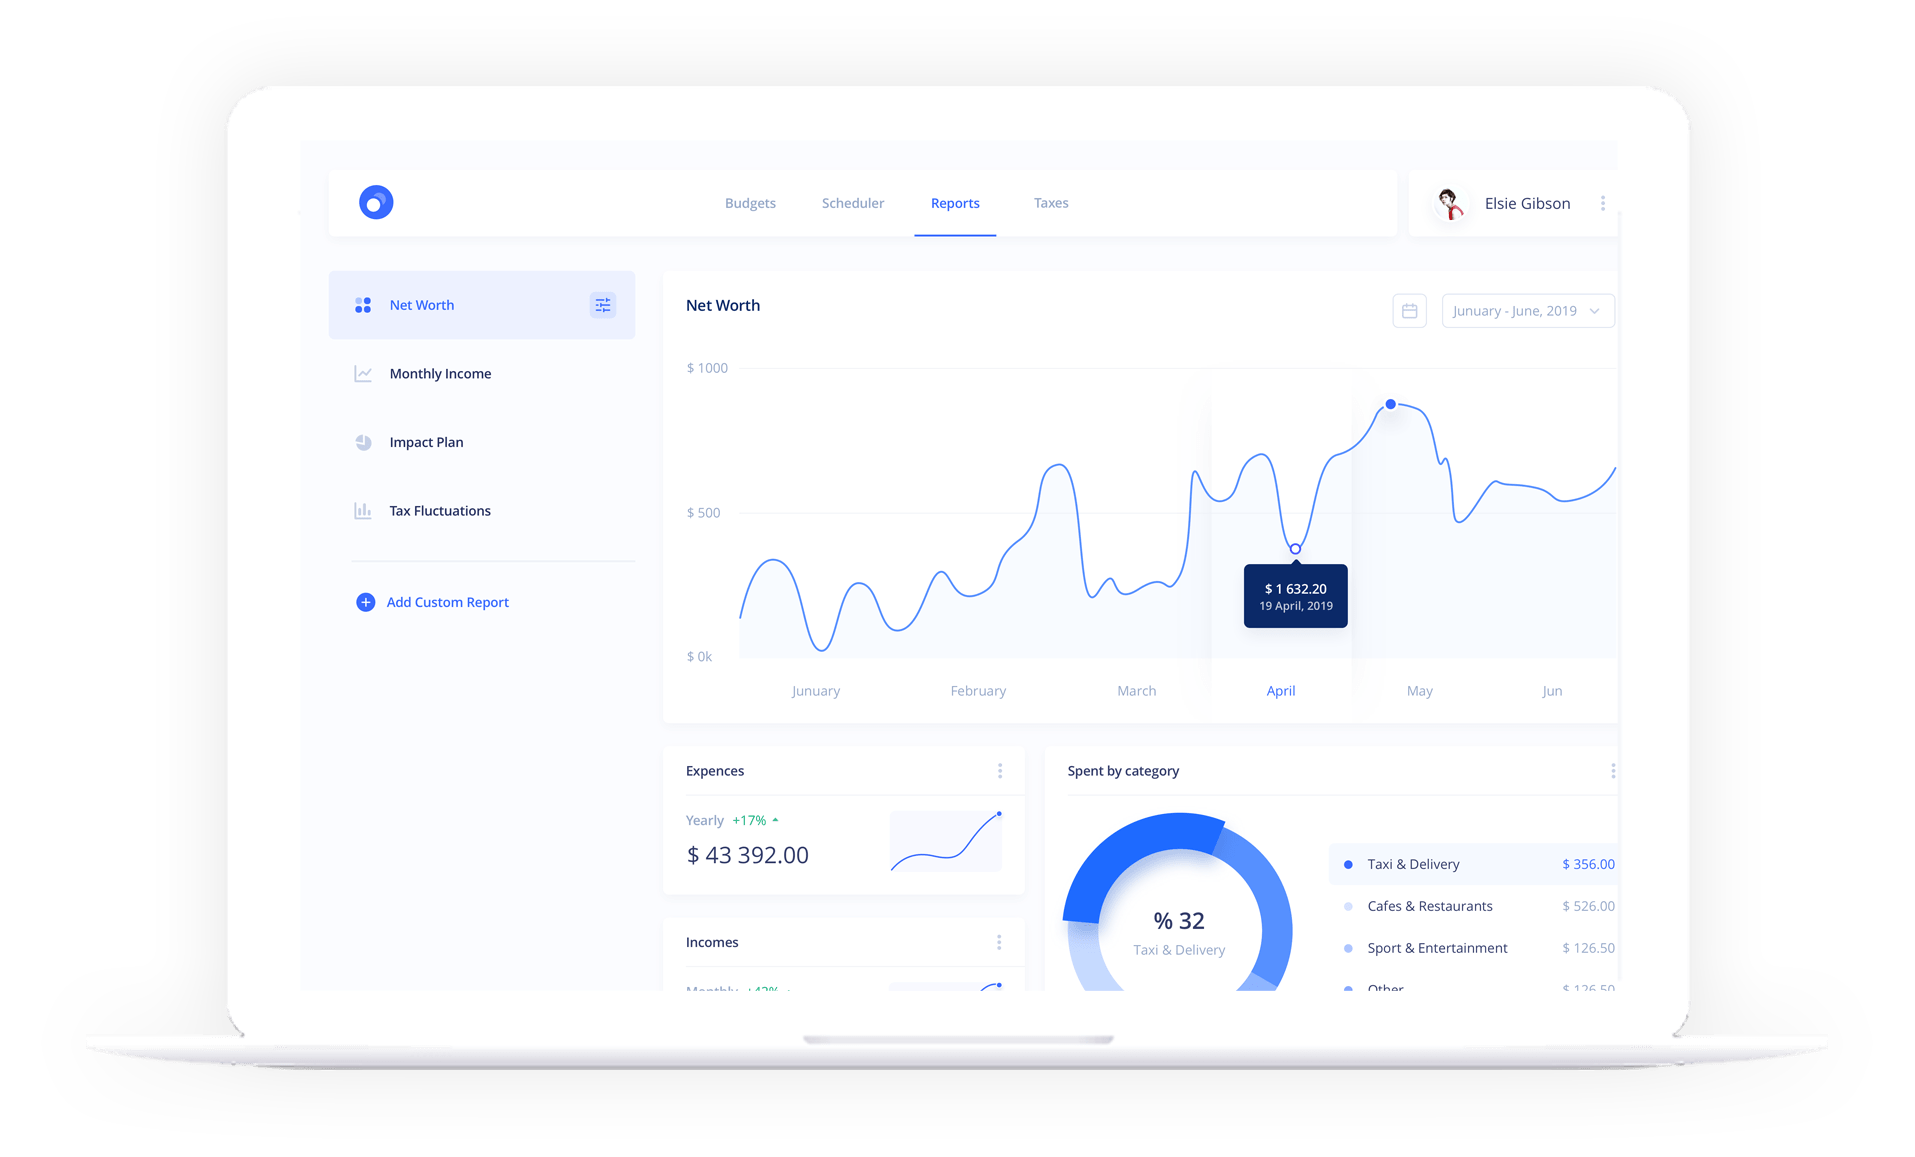 Budgets
Scheduler
Reports
Taxes
Elsie Gibson
Net Worth
Monthly Income
Impact Plan
Tax Fluctuations
Add Custom Report
Net Worth
Junuary - June, 2019
$ 1000
$ 500
$ 0k
$ 1 632.20
19 April, 2019
Junuary
February
March
April
May
Jun
Expences
Yearly +17%
$ 43 392.00
Incomes
Monthly +43%
Spent by category
% 32
Taxi & Delivery
Taxi & Delivery $ 356.00
Cafes & Restaurants $ 526.00
Sport & Entertainment $ 126.50
Other $ 126.50